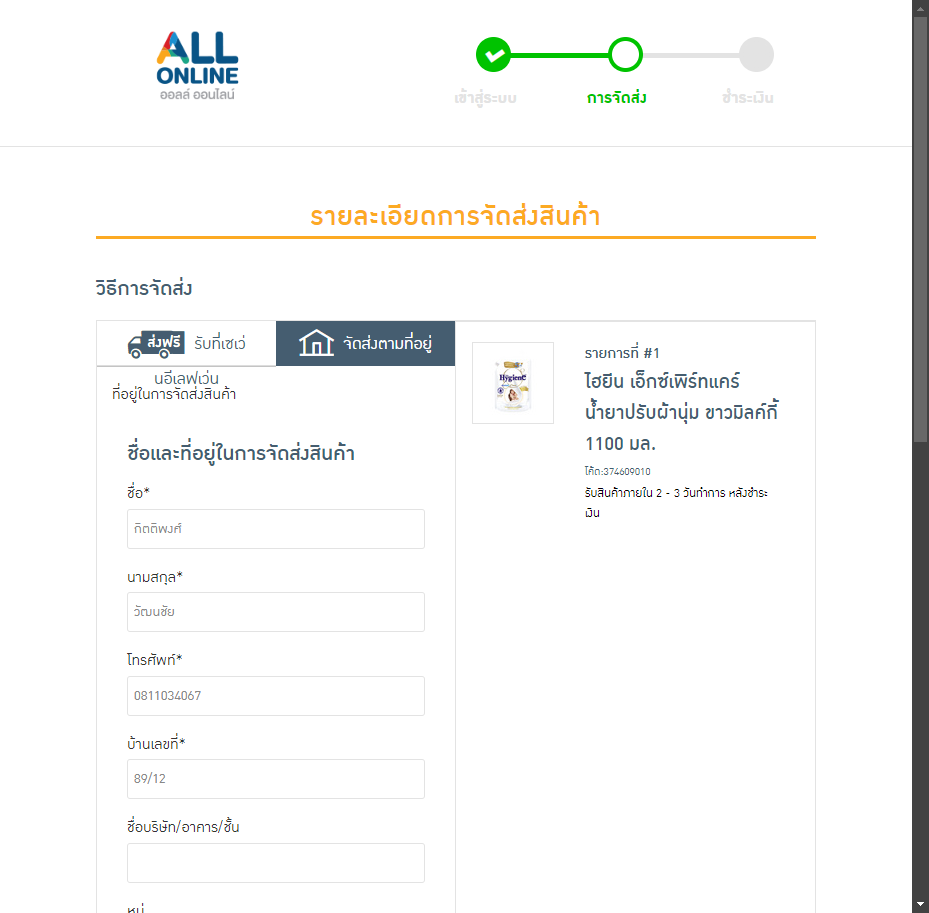 ALL
ONLINE
ออลล์ ออนไลน์
เข้าสู่ระบบ
การจัดส่ง
ชำระเงิน
รายละเอียดการจัดส่งสินค้า
วิธีการจัดส่ง
ส่งฟรี รับที่เซเว่
นอีเลฟเว่น
จัดส่งตามที่อยู่
ที่อยู่ในการจัดส่งสินค้า
ชื่อและที่อยู่ในการจัดส่งสินค้า
ชื่อ*
กิตติพงศ์
นามสกุล*
วัฒนชัย
โทรศัพท์*
0811034067
บ้านเลขที่*
89/12
ชื่อบริษัท/อาคาร/ชั้น
หมู่
Hygiene
รายการที่ #1
ไฮยีน เอ็กซ์เพิร์ทแคร์
น้ำยาปรับผ้านุ่ม ขาวมิลค์กี้
1100 มล.
โค้ด:374609010
รับสินค้าภายใน 2 - 3 วันทำการ หลังชำระ
เงิน